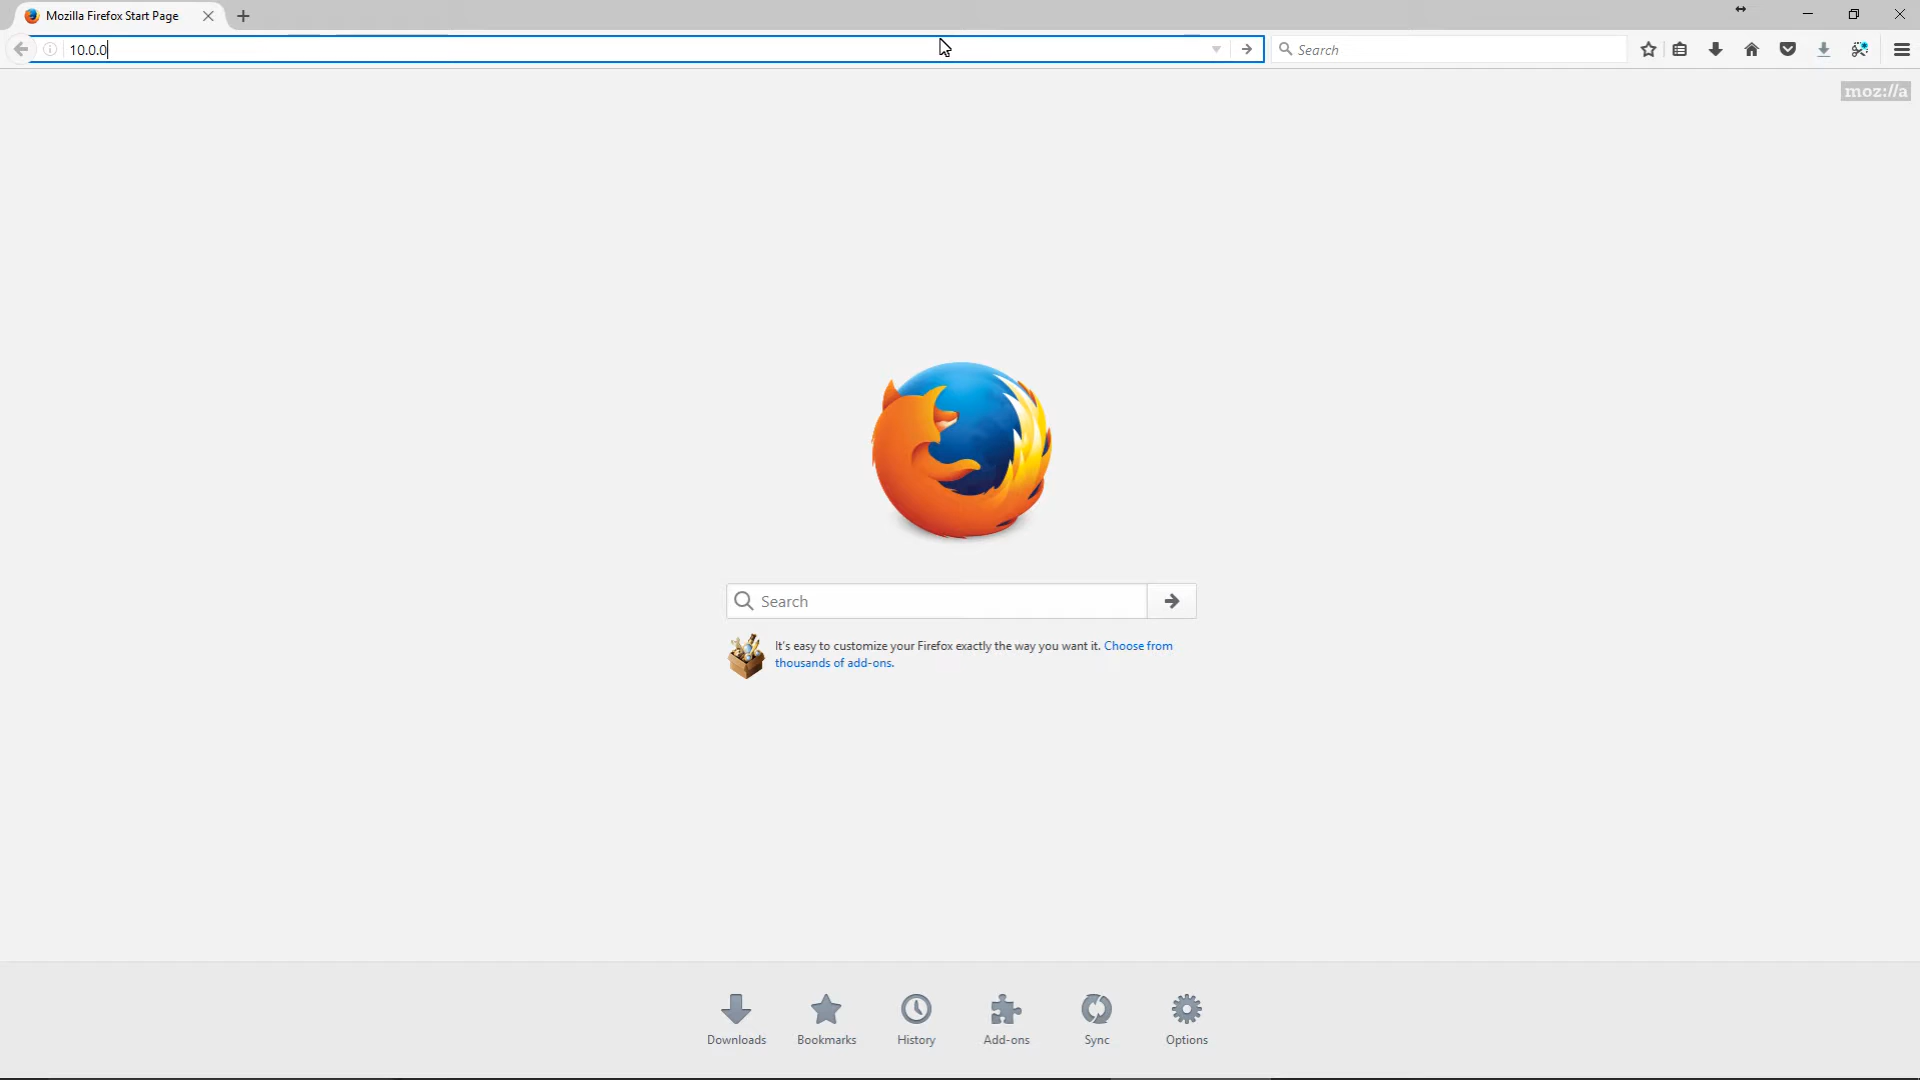 Mozilla Firefox Start Page
10.0.0
Search
moz://a
Search
It's easy to customize your Firefox exactly the way you want it. Choose from
thousands of add-ons.
Downloads
Bookmarks
History
Add-ons
Sync
Options